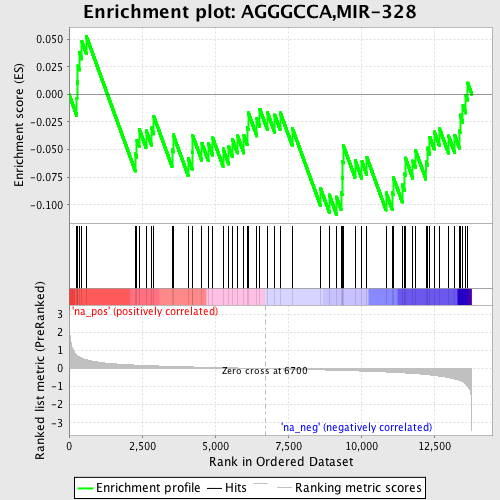 Enrichment plot: AGGGCCA,MIR-328
Enrichment score (ES)
0.050
0.025
0.000
-0.025
-0.050
-0.075
-0.100
'na_pos' (positively correlated)
Ranked list metric (PreRanked)
3
2
1
0
-1
-2
-3
Zero cross at 6700
'na_neg' (negatively correlated)
0
2,500
5,000
7,500
10,000
12,500
Rank in Ordered Dataset
Enrichment profile
Hits
Ranking metric scores